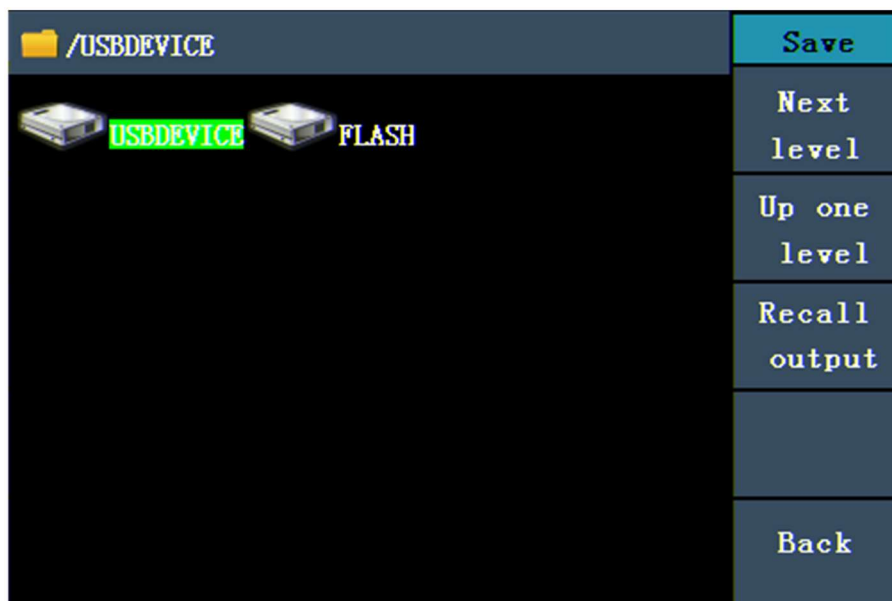 /USBDEVICE
USBDEVICE FLASH
Save
Next
level
Up one
level
Recall
output
Back